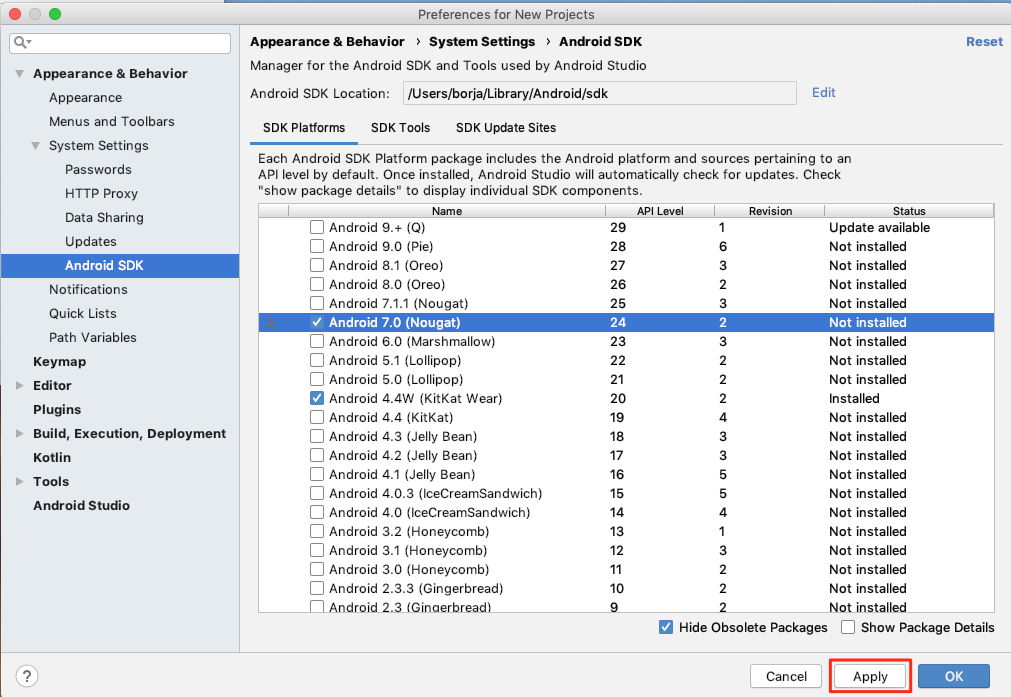 Preferences for New Projects
Appearance & Behavior
Appearance
Menus and Toolbars
System Settings
Passwords
HTTP Proxy
Data Sharing
Updates
Android SDK
Notifications
Quick Lists
Path Variables
Keymap
Editor
Plugins
Build, Execution, Deployment
Kotlin
Tools
Android Studio
Appearance & Behavior › System Settings › Android SDK Reset
Manager for the Android SDK and Tools used by Android Studio
Android SDK Location: /Users/borja/Library/Android/sdk Edit
SDK Platforms SDK Tools SDK Update Sites
Each Android SDK Platform package includes the Android platform and sources pertaining to an
API level by default. Once installed, Android Studio will automatically check for updates. Check
"show package details" to display individual SDK components.
Name API Level Revision Status
Android 9.+ (Q) 29 1 Update available
Android 9.0 (Pie) 28 6 Not installed
Android 8.1 (Oreo) 27 3 Not installed
Android 8.0 (Oreo) 26 2 Not installed
Android 7.1.1 (Nougat) 25 3 Not installed
Android 7.0 (Nougat) 24 2 Not installed
Android 6.0 (Marshmallow) 23 3 Not installed
Android 5.1 (Lollipop) 22 2 Not installed
Android 5.0 (Lollipop) 21 2 Not installed
Android 4.4W (KitKat Wear) 20 2 Installed
Android 4.4 (KitKat) 19 4 Not installed
Android 4.3 (Jelly Bean) 18 3 Not installed
Android 4.2 (Jelly Bean) 17 3 Not installed
Android 4.1 (Jelly Bean) 16 5 Not installed
Android 4.0.3 (IceCreamSandwich) 15 5 Not installed
Android 4.0 (IceCreamSandwich) 14 4 Not installed
Android 3.2 (Honeycomb) 13 1 Not installed
Android 3.1 (Honeycomb) 12 3 Not installed
Android 3.0 (Honeycomb) 11 2 Not installed
Android 2.3.3 (Gingerbread) 10 2 Not installed
Android 2.3 (Gingerbread) 9 2 Not installed
Hide Obsolete Packages Show Package Details
? Cancel Apply OK